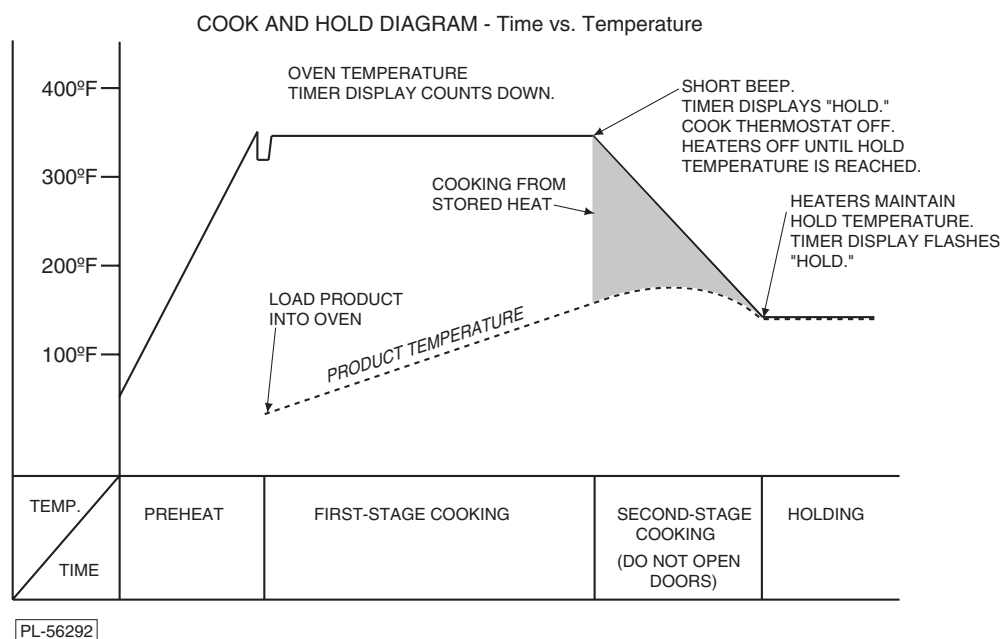 COOK AND HOLD DIAGRAM - Time vs. Temperature
400ºF
300ºF
200ºF
100ºF
OVEN TEMPERATURE
TIMER DISPLAY COUNTS DOWN.
SHORT BEEP.
TIMER DISPLAYS "HOLD."
COOK THERMOSTAT OFF.
HEATERS OFF UNTIL HOLD
TEMPERATURE IS REACHED.
COOKING FROM
STORED HEAT
HEATERS MAINTAIN
HOLD TEMPERATURE.
TIMER DISPLAY FLASHES
"HOLD."
LOAD PRODUCT
INTO OVEN
PRODUCT TEMPERATURE
TEMP.
TIME
PREHEAT
FIRST-STAGE COOKING
SECOND-STAGE
COOKING
(DO NOT OPEN
DOORS)
HOLDING
PL-56292